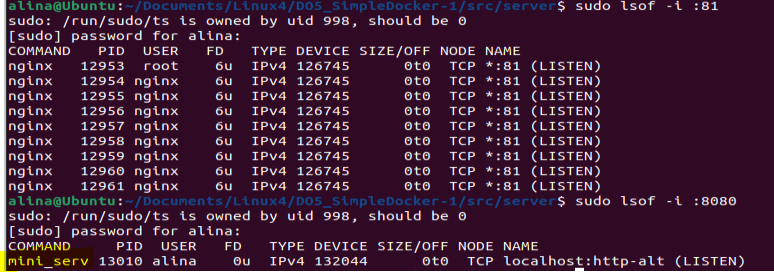 alina@Ubuntu:~/Documents/Linux4/DO5_SimpleDocker-1/src/server$ sudo lsof -i :81
sudo: /run/sudo/ts is owned by uid 998, should be 0
[sudo] password for alina:
COMMAND PID USER FD TYPE DEVICE SIZE/OFF NODE NAME
nginx 12953 root 6u IPv4 126745 0t0 TCP *:81 (LISTEN)
nginx 12954 nginx 6u IPv4 126745 0t0 TCP *:81 (LISTEN)
nginx 12955 nginx 6u IPv4 126745 0t0 TCP *:81 (LISTEN)
nginx 12956 nginx 6u IPv4 126745 0t0 TCP *:81 (LISTEN)
nginx 12957 nginx 6u IPv4 126745 0t0 TCP *:81 (LISTEN)
nginx 12958 nginx 6u IPv4 126745 0t0 TCP *:81 (LISTEN)
nginx 12959 nginx 6u IPv4 126745 0t0 TCP *:81 (LISTEN)
nginx 12960 nginx 6u IPv4 126745 0t0 TCP *:81 (LISTEN)
nginx 12961 nginx 6u IPv4 126745 0t0 TCP *:81 (LISTEN)
alina@Ubuntu:~/Documents/Linux4/DO5_SimpleDocker-1/src/server$ sudo lsof -i :8080
sudo: /run/sudo/ts is owned by uid 998, should be 0
[sudo] password for alina:
COMMAND PID USER FD TYPE DEVICE SIZE/OFF NODE NAME
mini_serv 13010 alina 0u IPv4 132044 0t0 TCP localhost:http-alt (LISTEN)